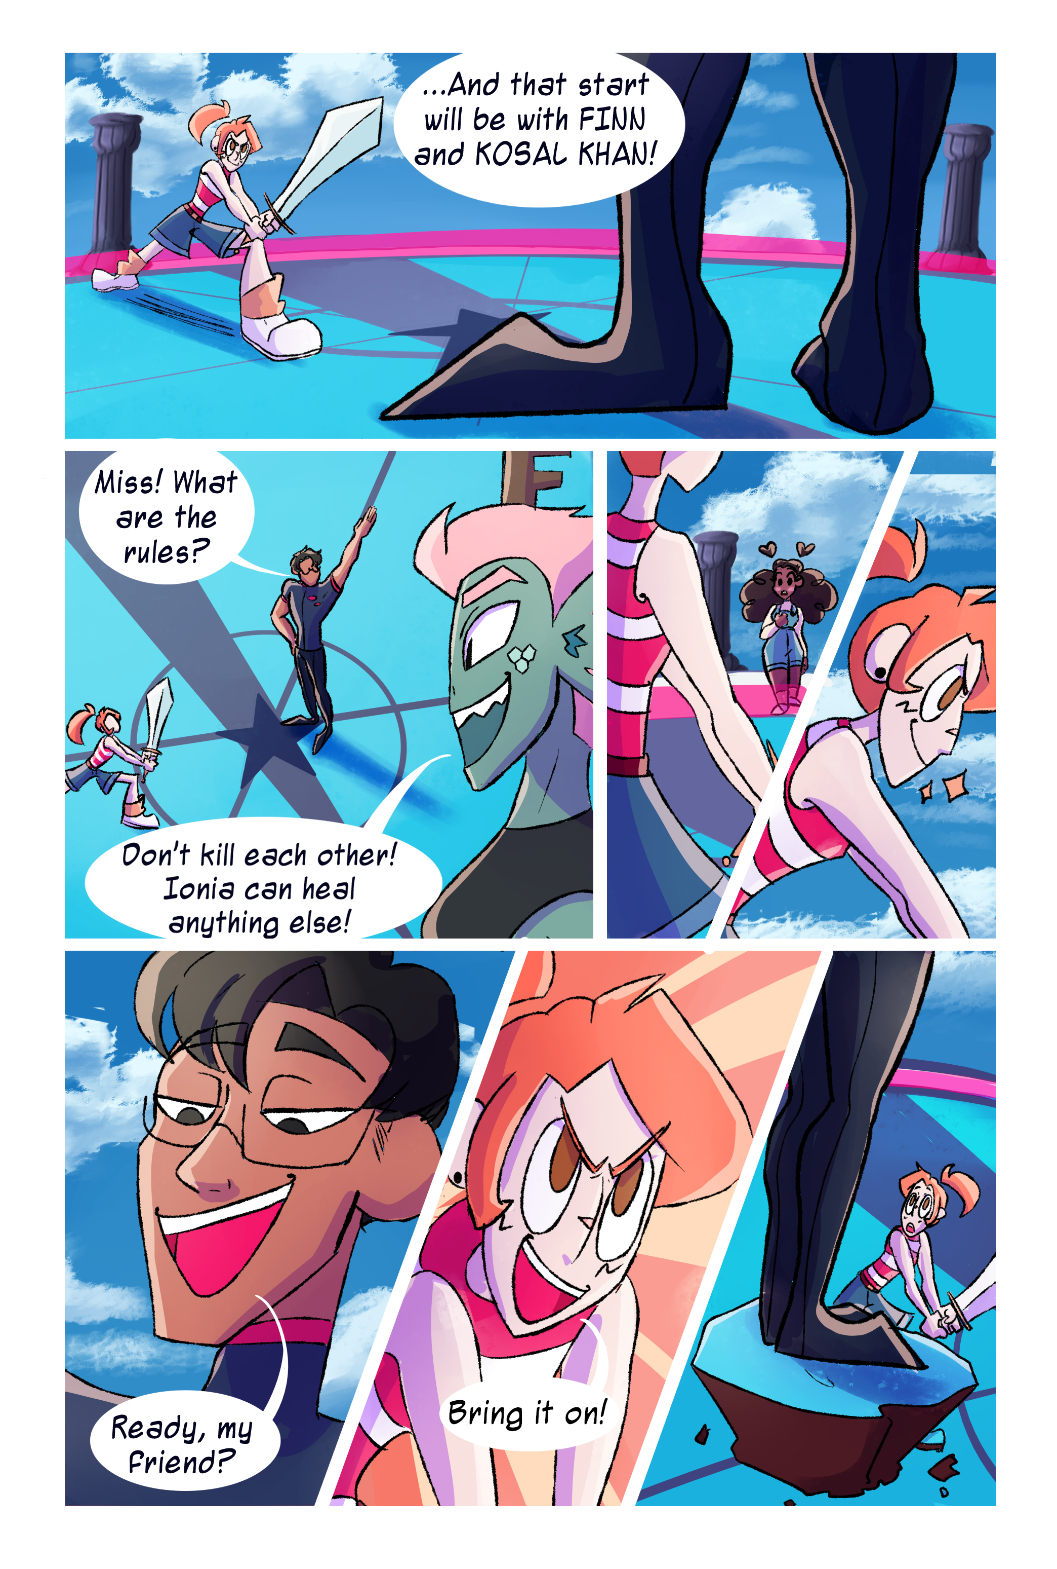 ...And that start
will be with FINN
and KOSAL KHAN!
Miss! What
are the
rules?
Don't kill each other!
Ionia can heal
anything else!
Ready, my
friend?
Bring it on!